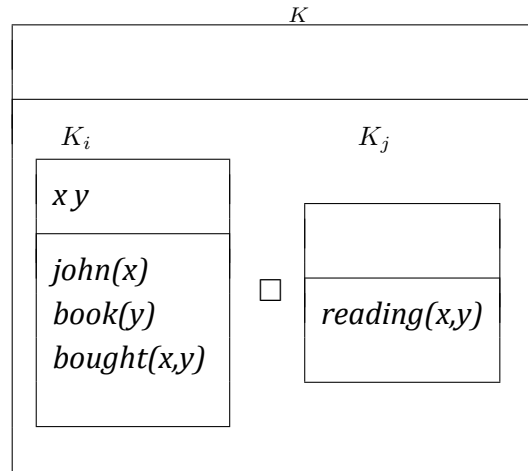 K
K_i K_j
x y
john(x)
book(y)
bought(x,y)
□
reading(x,y)